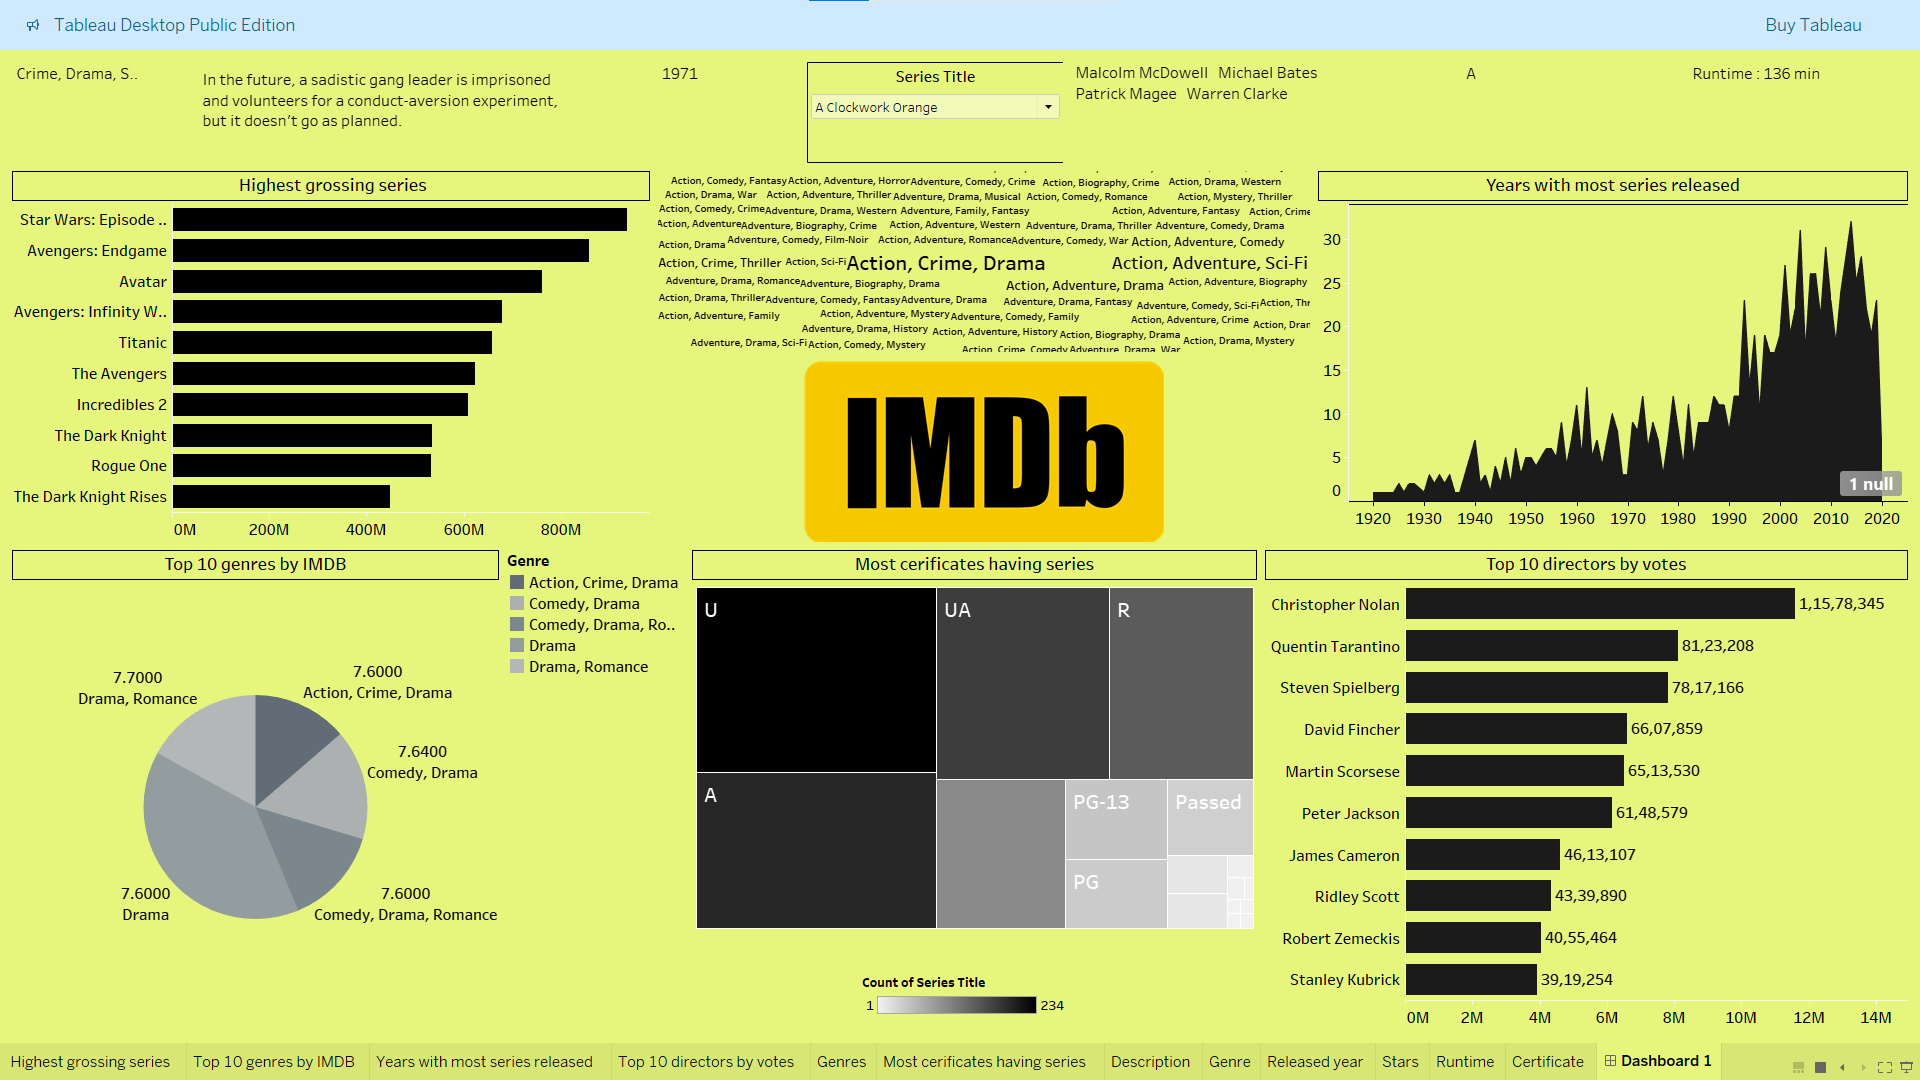 Tableau Desktop Public Edition
Buy Tableau
Crime, Drama, S..
In the future, a sadistic gang leader is imprisoned
and volunteers for a conduct-aversion experiment,
but it doesn't go as planned.
1971
Series Title
A Clockwork Orange
Malcolm McDowell Michael Bates
Patrick Magee Warren Clarke
A
Runtime : 136 min
Highest grossing series
Star Wars: Episode ..
Avengers: Endgame
Avatar
Avengers: Infinity W..
Titanic
The Avengers
Incredibles 2
The Dark Knight
Rogue One
The Dark Knight Rises
0M 200M 400M 600M 800M
Action, Comedy, Fantasy Action, Adventure, Horror Adventure, Comedy, Crime Action, Biography, Crime Action, Drama, Western
Action, Drama, War Action, Adventure, Thriller Adventure, Drama, Musical Action, Comedy, Romance Action, Mystery, Thriller
Action, Comedy, Crime Adventure, Drama, Western Adventure, Family, Fantasy Action, Adventure, Fantasy Action, Crime
Action, Adventure Adventure, Biography, Crime Action, Adventure, Western Adventure, Drama, Thriller Adventure, Comedy, Drama
Action, Drama Adventure, Comedy, Film-Noir Action, Adventure, Romance Adventure, Comedy, War Action, Adventure, Comedy
Action, Crime, Thriller Action, Sci-Fi Action, Crime, Drama Action, Adventure, Sci-Fi
Adventure, Drama, Romance Adventure, Biography, Drama Action, Adventure, Drama Action, Adventure, Biography
Action, Drama, Thriller Adventure, Comedy, Fantasy Adventure, Drama Adventure, Drama, Fantasy Adventure, Comedy, Sci-Fi Action, Thr
Action, Adventure, Family Action, Adventure, Mystery Adventure, Comedy, Family Action, Adventure, Crime Action, Dran
Adventure, Drama, History Action, Adventure, History Action, Biography, Drama
Adventure, Drama, Sci-Fi Action, Comedy, Mystery Action, Drama, Mystery
Action, Crime, Comedy Adventure, Drama, War
IMDb
Years with most series released
30
25
20
15
10
5
0
1 null
1920 1930 1940 1950 1960 1970 1980 1990 2000 2010 2020
Top 10 genres by IMDB
Genre
Action, Crime, Drama
Comedy, Drama
Comedy, Drama, Ro..
Drama
Drama, Romance
7.7000
Drama, Romance
7.6000
Action, Crime, Drama
7.6400
Comedy, Drama
7.6000
Drama
7.6000
Comedy, Drama, Romance
Most cerificates having series
U
UA
R
A
PG-13
Passed
PG
Count of Series Title
1 234
Top 10 directors by votes
Christopher Nolan 1,15,78,345
Quentin Tarantino 81,23,208
Steven Spielberg 78,17,166
David Fincher 66,07,859
Martin Scorsese 65,13,530
Peter Jackson 61,48,579
James Cameron 46,13,107
Ridley Scott 43,39,890
Robert Zemeckis 40,55,464
Stanley Kubrick 39,19,254
0M 2M 4M 6M 8M 10M 12M 14M
Highest grossing series Top 10 genres by IMDB Years with most series released Top 10 directors by votes Genres Most cerificates having series Description Genre Released year Stars Runtime Certificate Dashboard 1